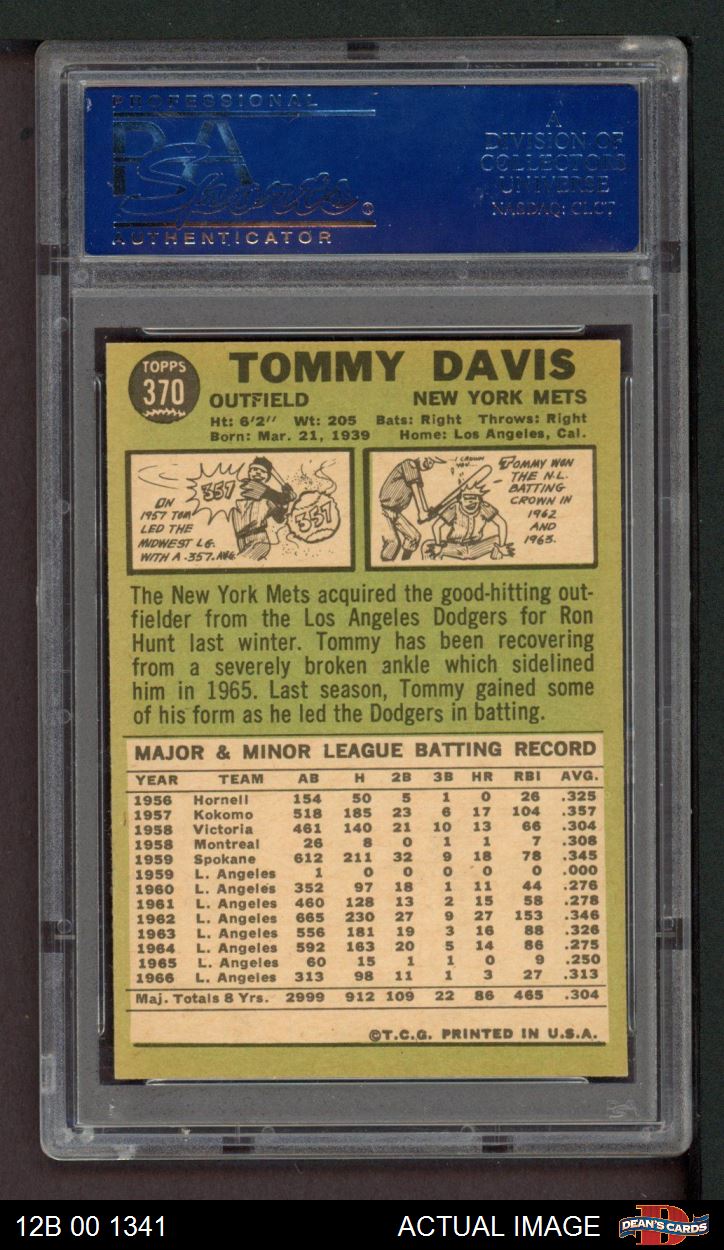 PROFESSIONAL
PSA
Sports
AUTHENTICATOR
A
DIVISION OF
COLLECTORS
UNIVERSE
NASDAQ: CLCT
TOPPS
370
TOMMY DAVIS
OUTFIELD NEW YORK METS
Ht: 6'2" Wt: 205 Bats: Right Throws: Right
Born: Mar. 21, 1939 Home: Los Angeles, Cal.
357
357
ON
1957 TOM
LED THE
MIDWEST LG.
WITH A .357. AVG.
I CROWN
YOU...
TOMMY WON
THE N.L.
BATTING
CROWN IN
1962
AND
1963.
The New York Mets acquired the good-hitting out-
fielder from the Los Angeles Dodgers for Ron
Hunt last winter. Tommy has been recovering
from a severely broken ankle which sidelined
him in 1965. Last season, Tommy gained some
of his form as he led the Dodgers in batting.
MAJOR & MINOR LEAGUE BATTING RECORD
YEAR TEAM AB H 2B 3B HR RBI AVG.
1956 Hornell 154 50 5 1 0 26 .325
1957 Kokomo 518 185 23 6 17 104 .357
1958 Victoria 461 140 21 10 13 66 .304
1958 Montreal 26 8 0 1 1 7 .308
1959 Spokane 612 211 32 9 18 78 .345
1959 L. Angeles 1 0 0 0 0 0 .000
1960 L. Angeles 352 97 18 1 11 44 .276
1961 L. Angeles 460 128 13 2 15 58 .278
1962 L. Angeles 665 230 27 9 27 153 .346
1963 L. Angeles 556 181 19 3 16 88 .326
1964 L. Angeles 592 163 20 5 14 86 .275
1965 L. Angeles 60 15 1 1 0 9 .250
1966 L. Angeles 313 98 11 1 3 27 .313
Maj. Totals 8 Yrs. 2999 912 109 22 86 465 .304
©T.C.G. PRINTED IN U.S.A.
PSA
12B 00 1341 ACTUAL IMAGE DEAN'S CARDS